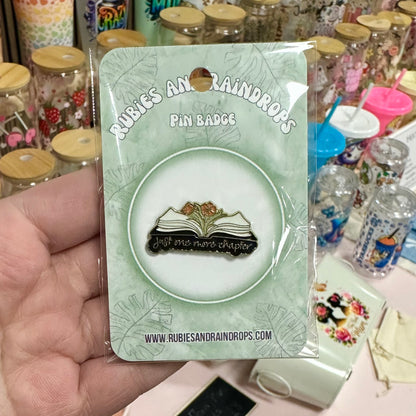 RUBIES AND RAINDROPS
PIN BADGE
just one more chapter
WWW.RUBIESANDRAINDROPS.COM